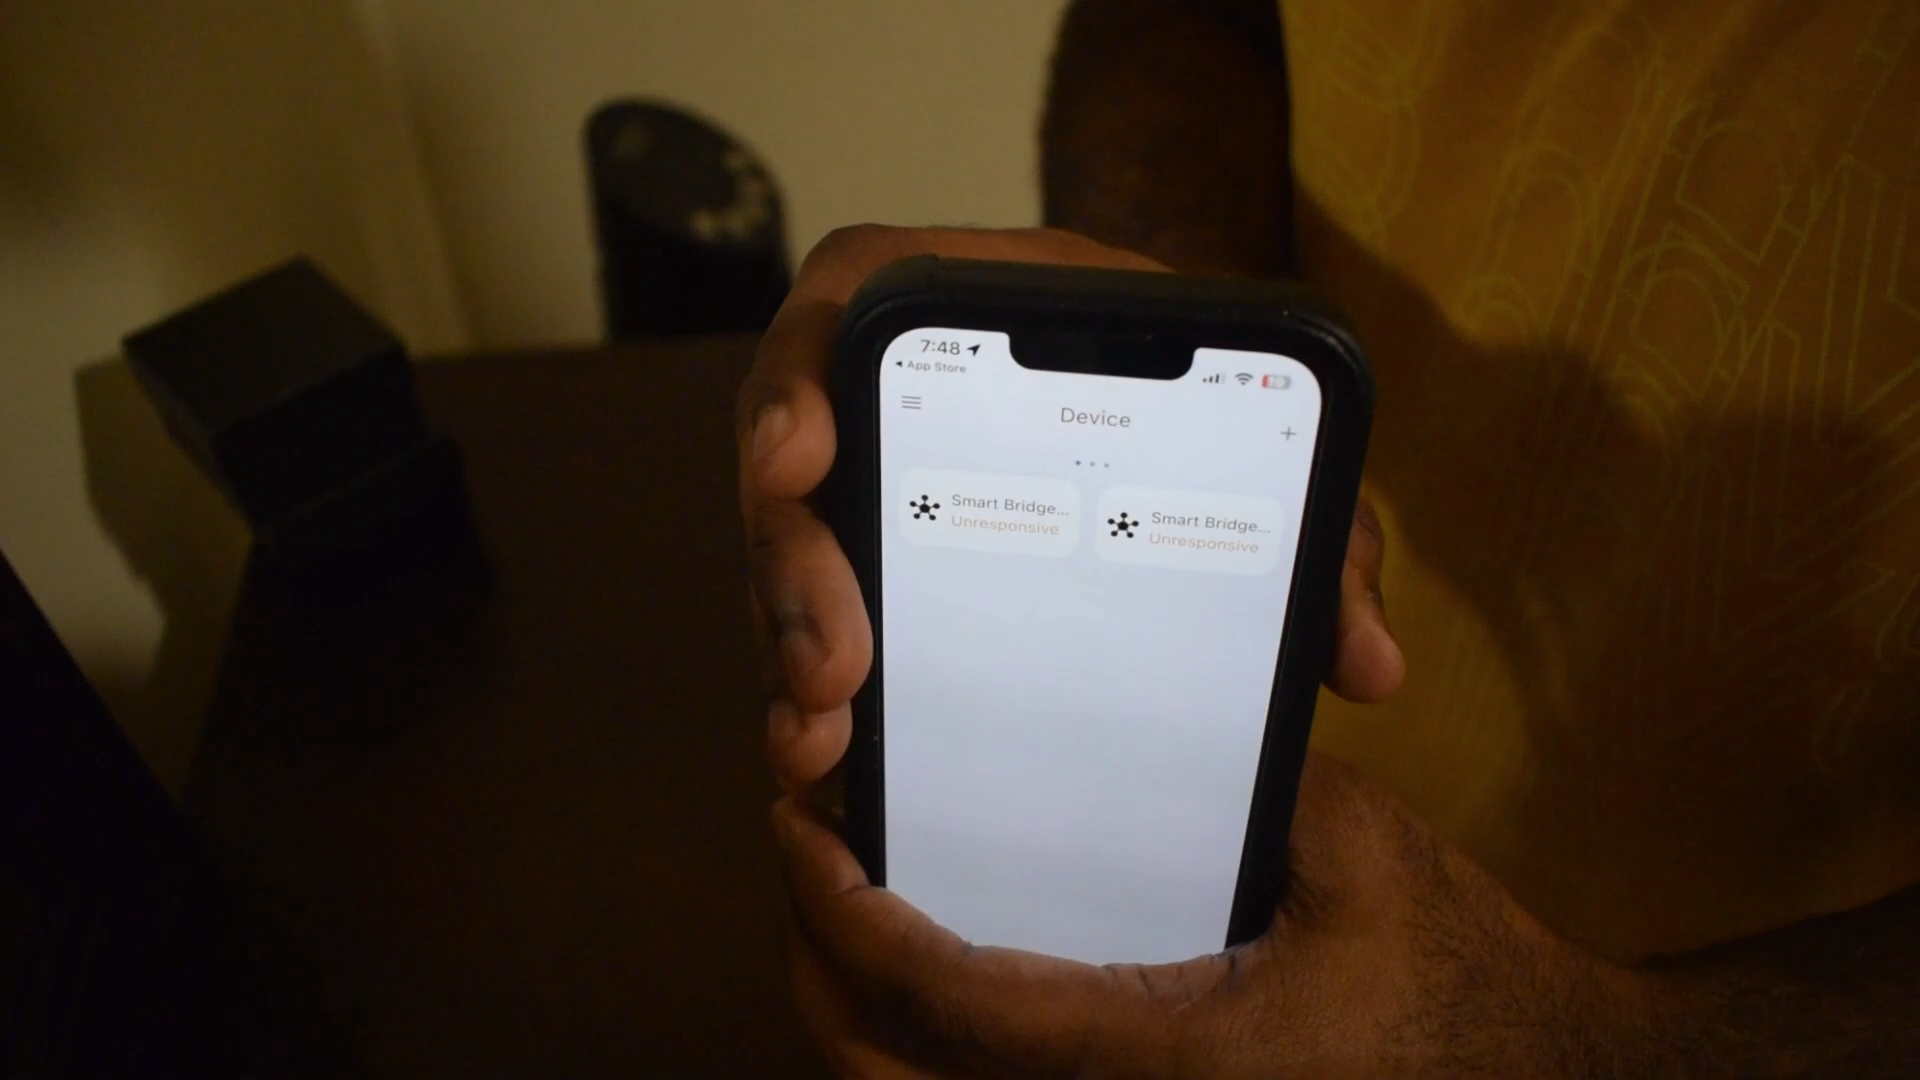 7:48
◂ App Store
Device
+
Smart Bridge...
Unresponsive
Smart Bridge...
Unresponsive